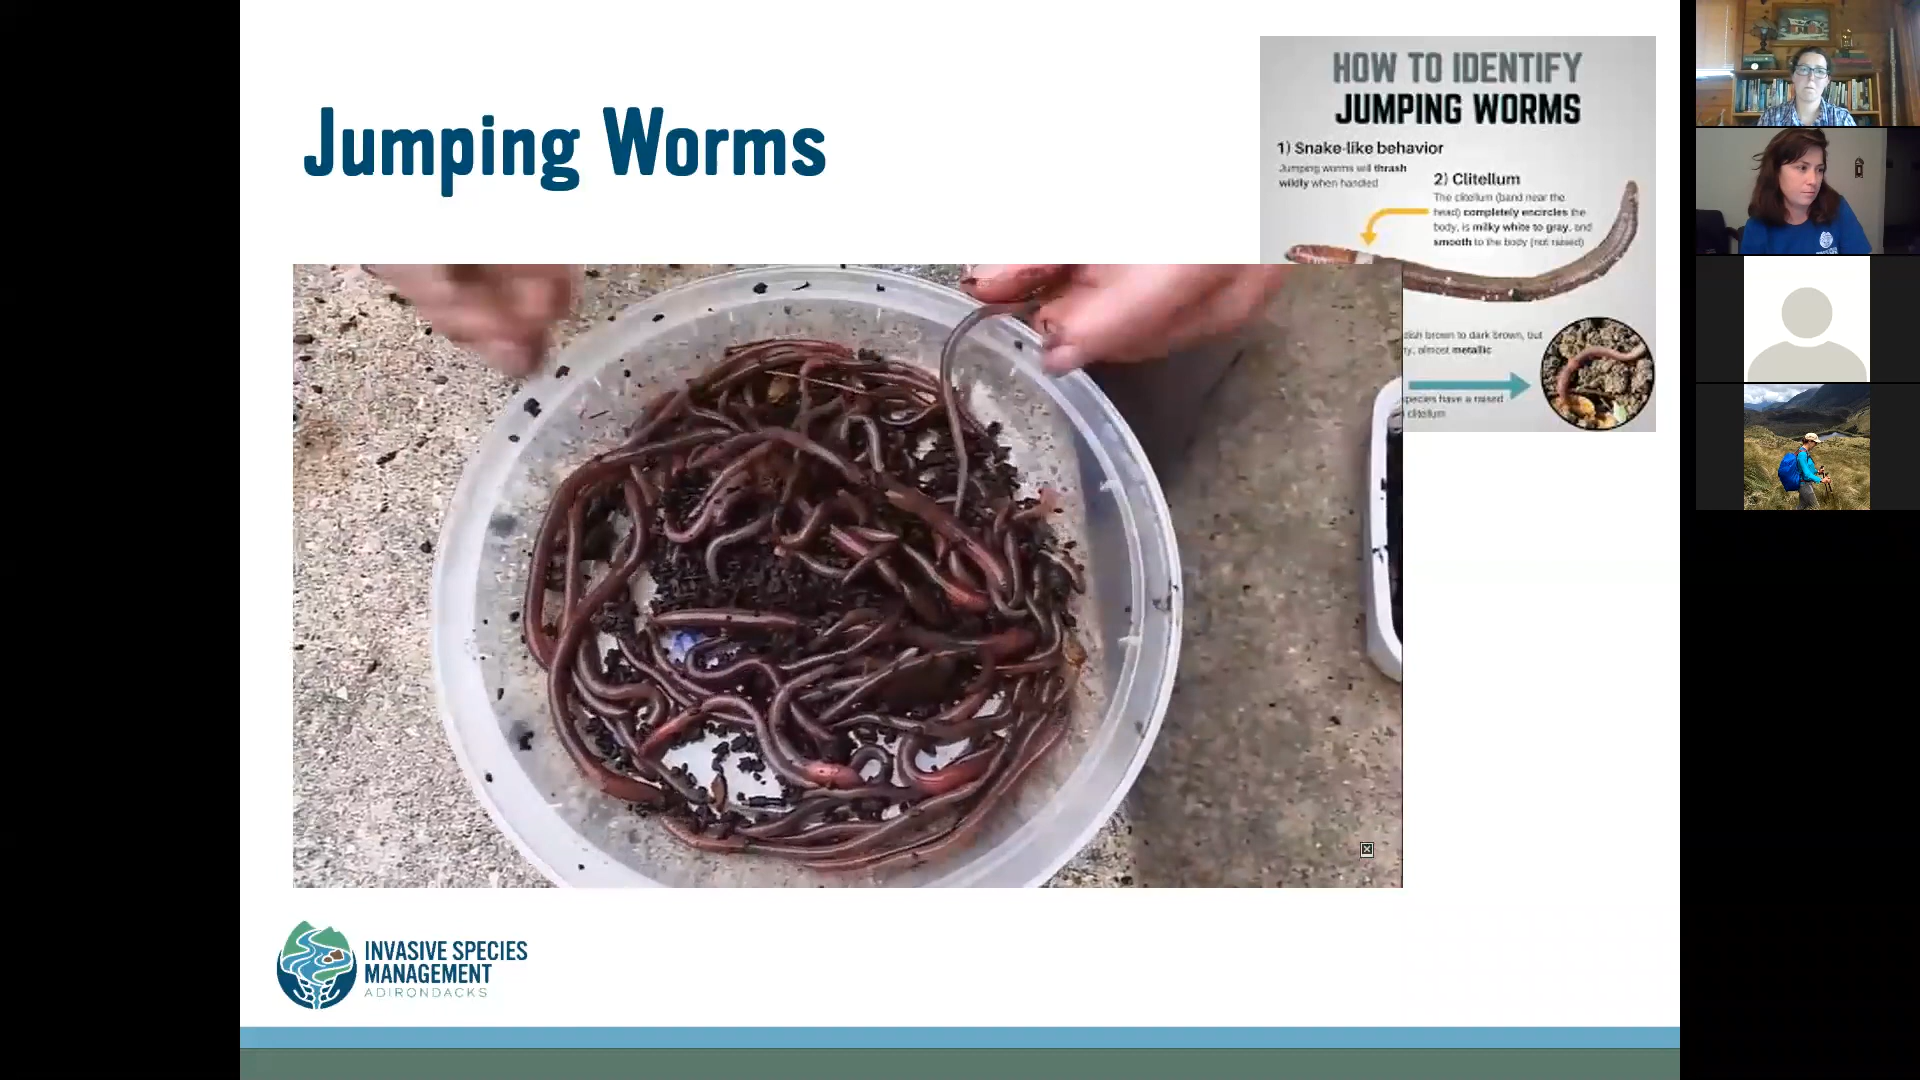 Jumping Worms
HOW TO IDENTIFY
JUMPING WORMS
1) Snake-like behavior
Jumping worms will thrash
wildly when handled
2) Clitellum
The clitellum (band near the
head) completely encircles the
body, is milky white to gray, and
smooth to the body (not raised)
dish brown to dark brown, but
ry, almost metallic
species have a raised
clitellum
INVASIVE SPECIES
MANAGEMENT
ADIRONDACKS